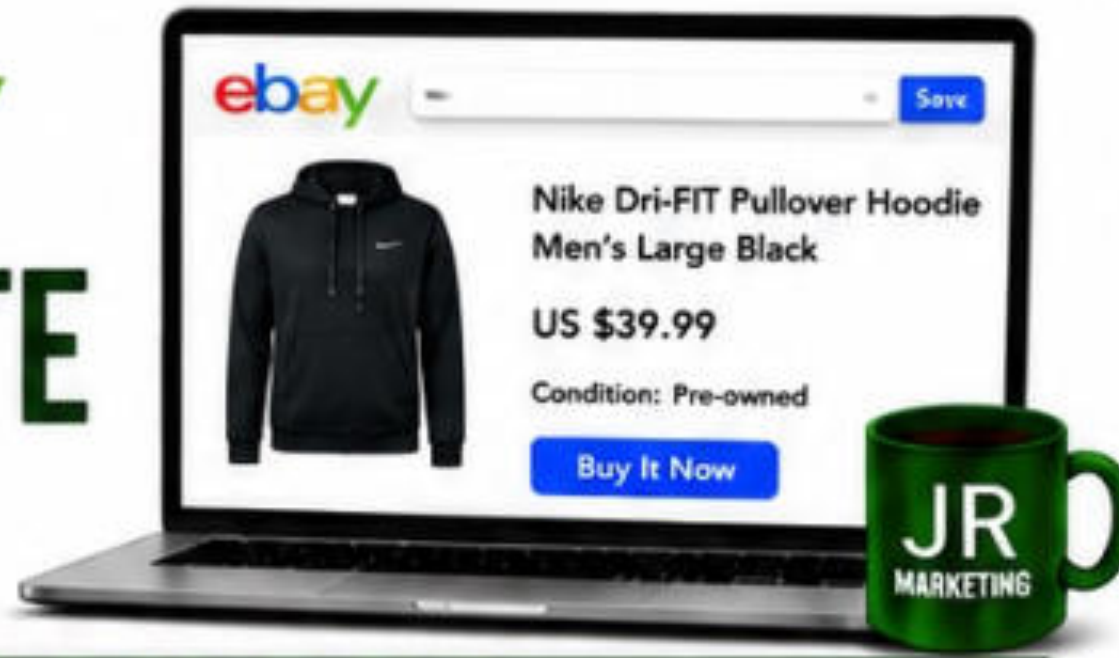 ebay
Save
Nike Dri-FIT Pullover Hoodie
Men's Large Black
US $39.99
Condition: Pre-owned
Buy It Now
TE
JR
MARKETING